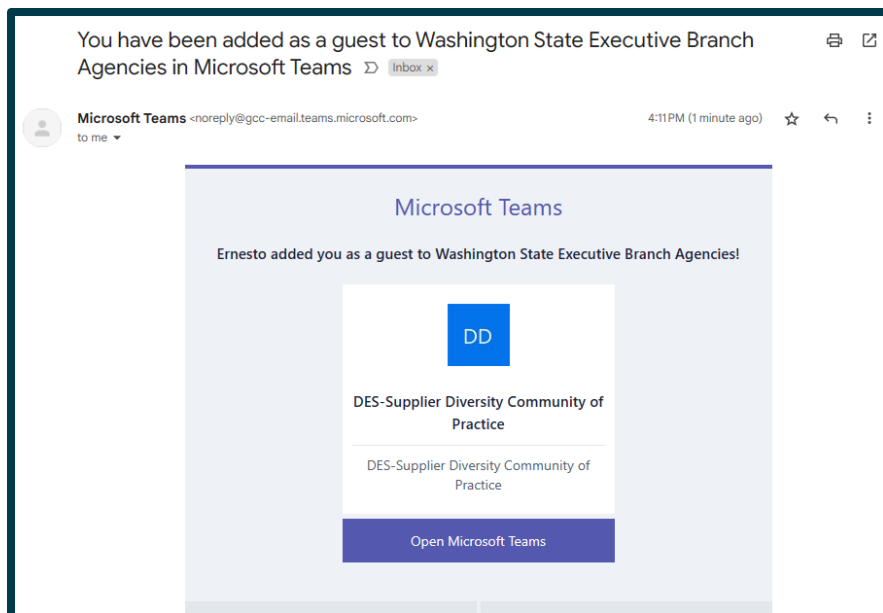 You have been added as a guest to Washington State Executive Branch
Agencies in Microsoft Teams Inbox ×
Microsoft Teams <noreply@gcc-email.teams.microsoft.com> 4:11 PM (1 minute ago)
to me
Microsoft Teams
Ernesto added you as a guest to Washington State Executive Branch Agencies!
DD
DES-Supplier Diversity Community of
Practice
DES-Supplier Diversity Community of
Practice
Open Microsoft Teams